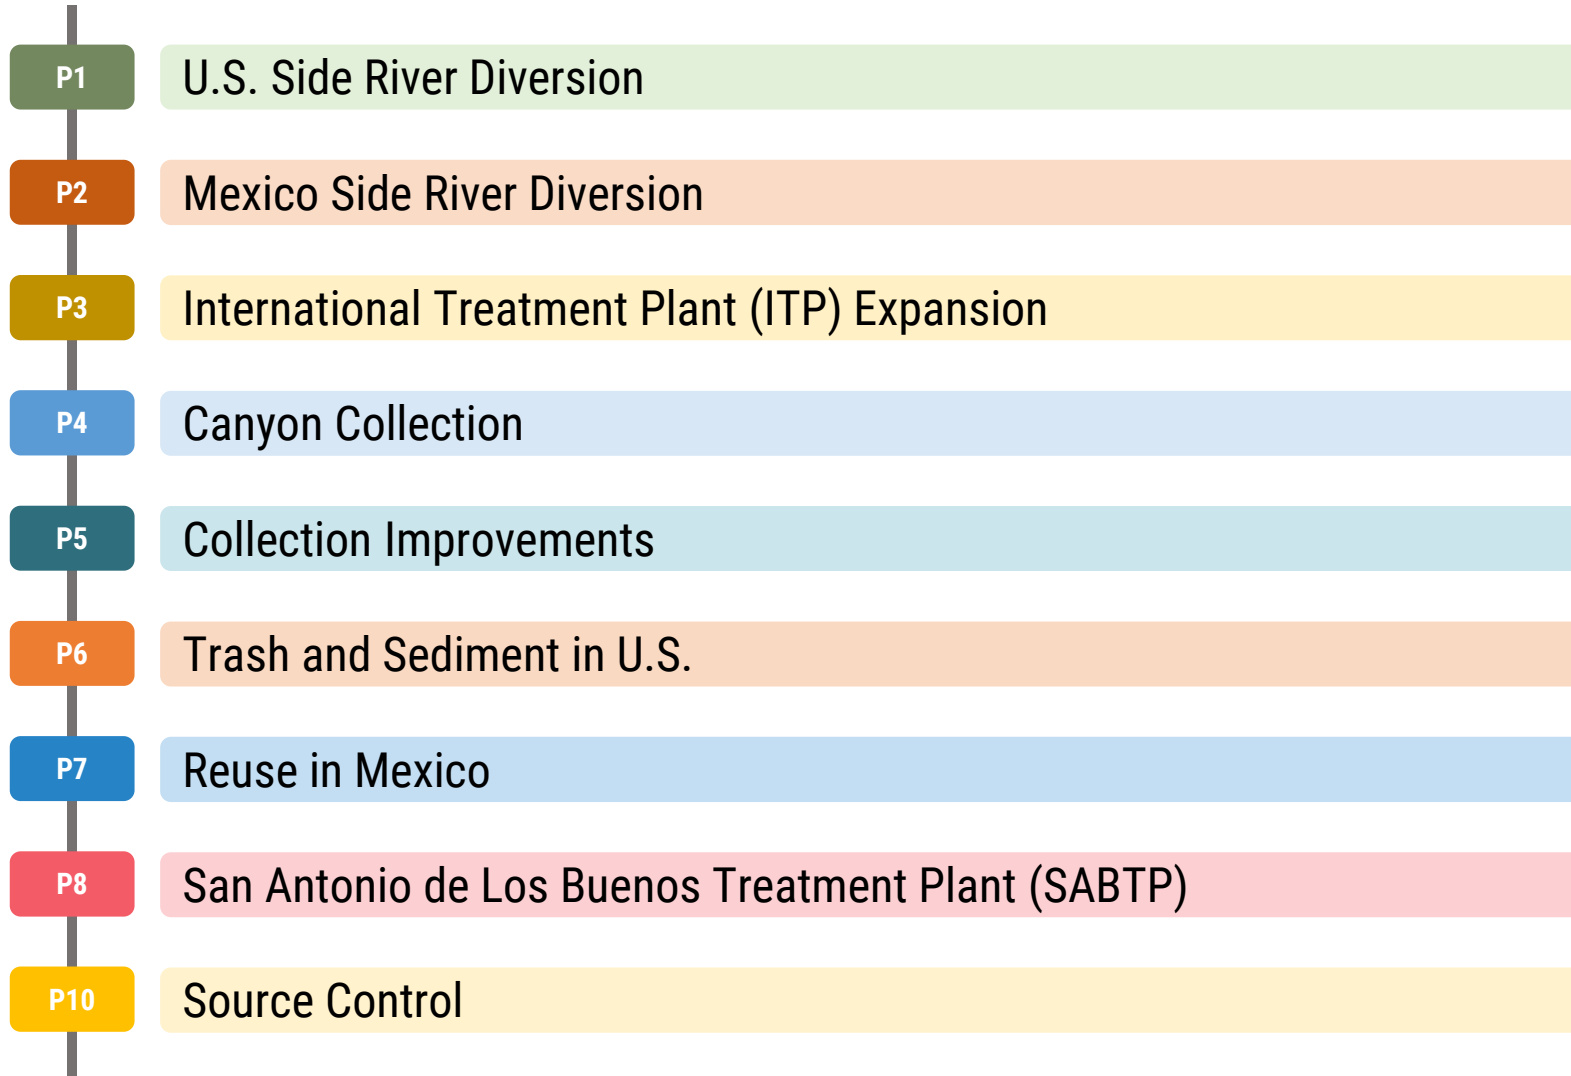 P1 U.S. Side River Diversion
P2 Mexico Side River Diversion
P3 International Treatment Plant (ITP) Expansion
P4 Canyon Collection
P5 Collection Improvements
P6 Trash and Sediment in U.S.
P7 Reuse in Mexico
P8 San Antonio de Los Buenos Treatment Plant (SABTP)
P10 Source Control